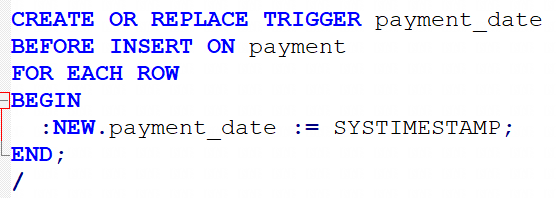 CREATE OR REPLACE TRIGGER payment_date
BEFORE INSERT ON payment
FOR EACH ROW
BEGIN
  :NEW.payment_date := SYSTIMESTAMP;
END;
/